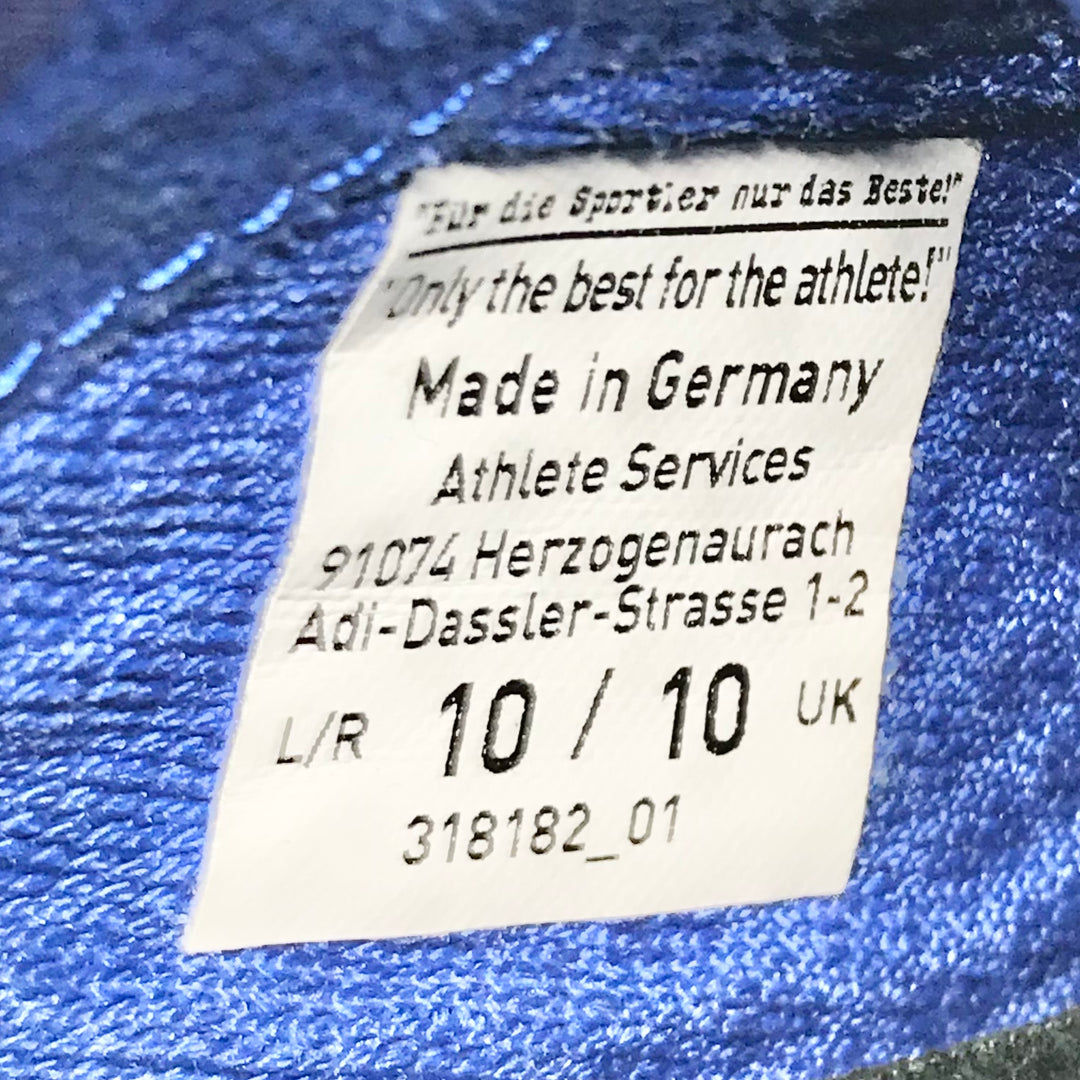 "Für die Sportler nur das Beste!"
"Only the best for the athlete!"
Made in Germany
Athlete Services
91074 Herzogenaurach
Adi-Dassler-Strasse 1-2
L/R 10 / 10 UK
318182_01